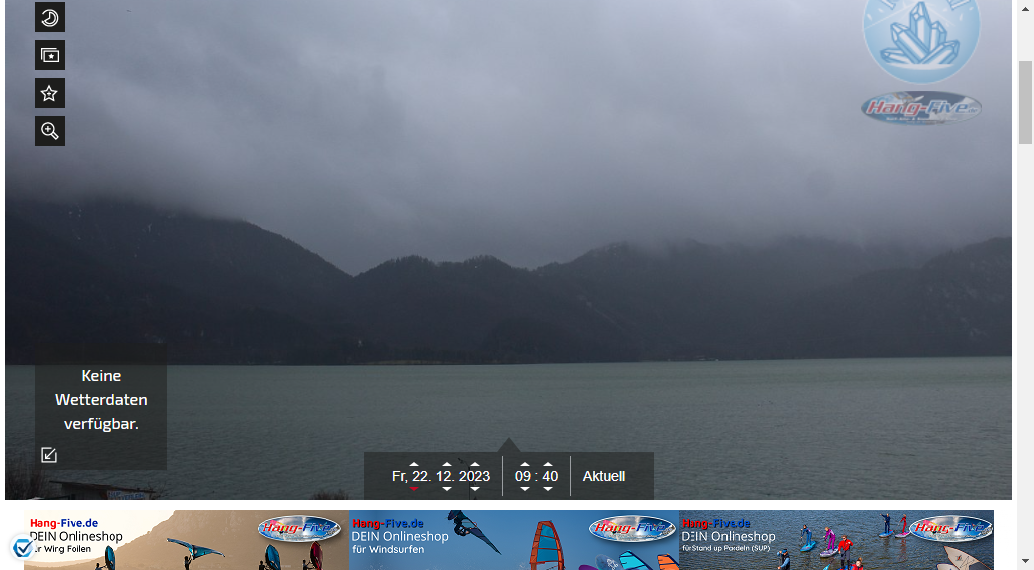 Hang-Five.de
Keine
Wetterdaten
verfügbar.
Fr, 22. 12. 2023
09 : 40
Aktuell
Hang-Five.de
DEIN Onlineshop
für Wing Foilen
Hang-Five
Hang-Five.de
DEIN Onlineshop
für Windsurfen
Hang-Five
Hang-Five.de
DEIN Onlineshop
für Stand up Paddeln (SUP)
Hang-Five